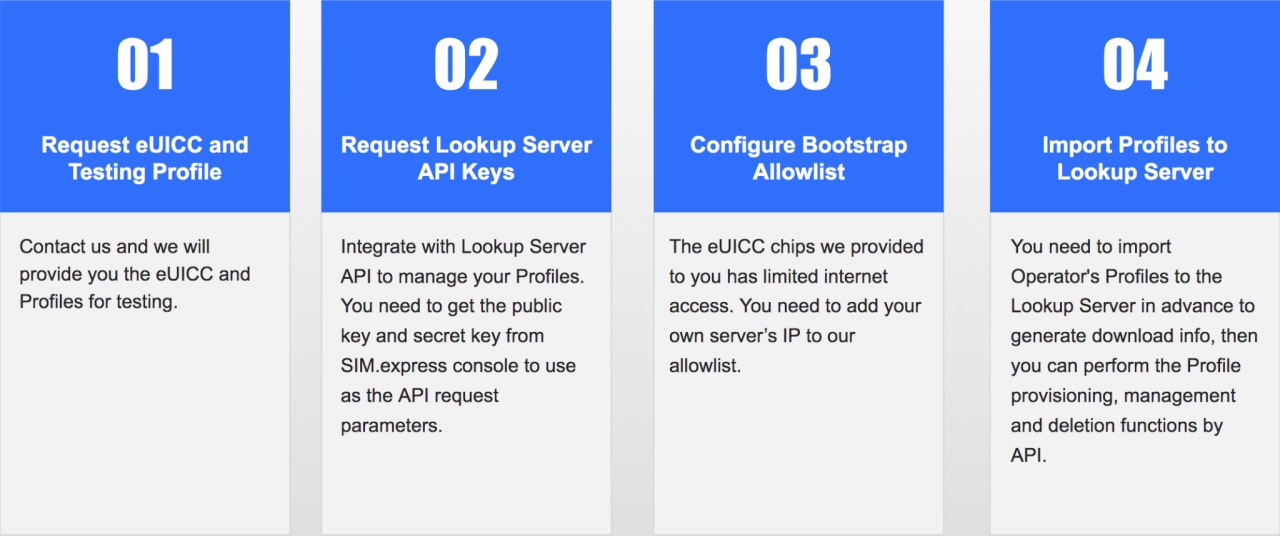 01
Request eUICC and
Testing Profile
Contact us and we will
provide you the eUICC and
Profiles for testing.
02
Request Lookup Server
API Keys
Integrate with Lookup Server
API to manage your Profiles.
You need to get the public
key and secret key from
SIM.express console to use
as the API request
parameters.
03
Configure Bootstrap
Allowlist
The eUICC chips we provided
to you has limited internet
access. You need to add your
own server’s IP to our
allowlist.
04
Import Profiles to
Lookup Server
You need to import
Operator's Profiles to the
Lookup Server in advance to
generate download info, then
you can perform the Profile
provisioning, management
and deletion functions by
API.